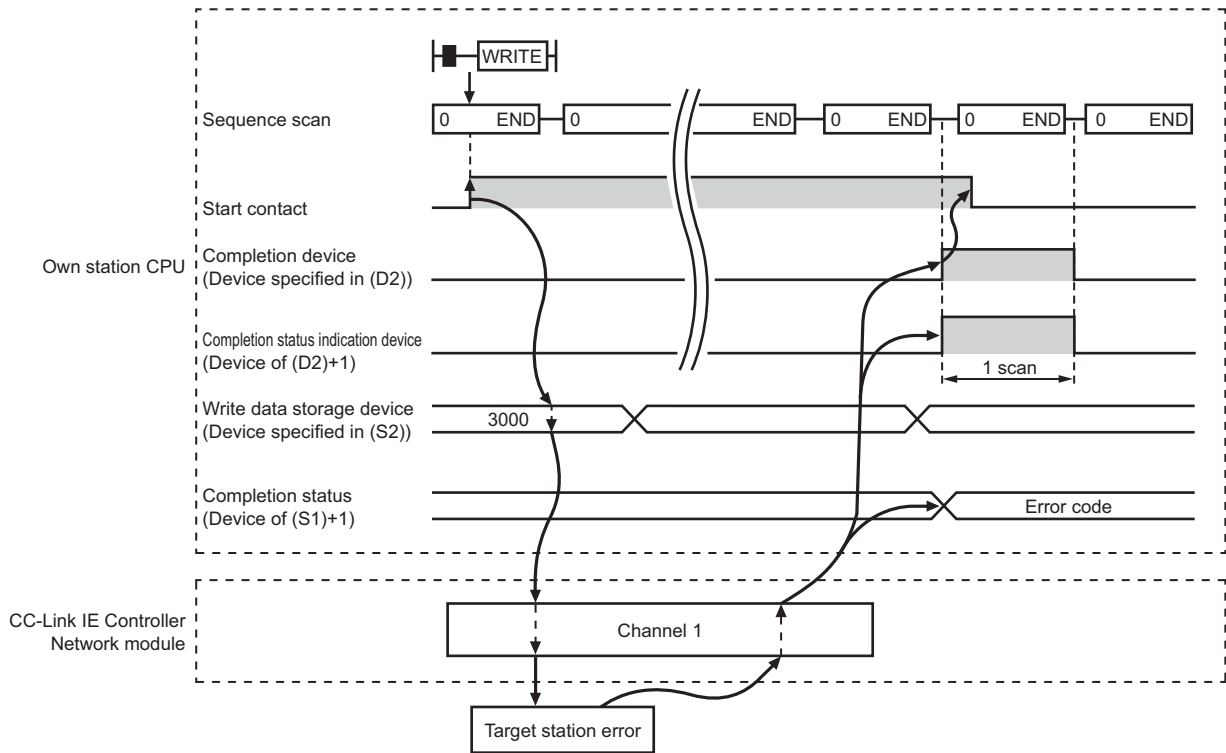 WRITE
Sequence scan
0 END 0 END 0 END 0 END 0 END
Start contact
Own station CPU
Completion device
(Device specified in (D2))
Completion status indication device
(Device of (D2)+1)
1 scan
Write data storage device
(Device specified in (S2))
3000
Completion status
(Device of (S1)+1)
Error code
CC-Link IE Controller
Network module
Channel 1
Target station error